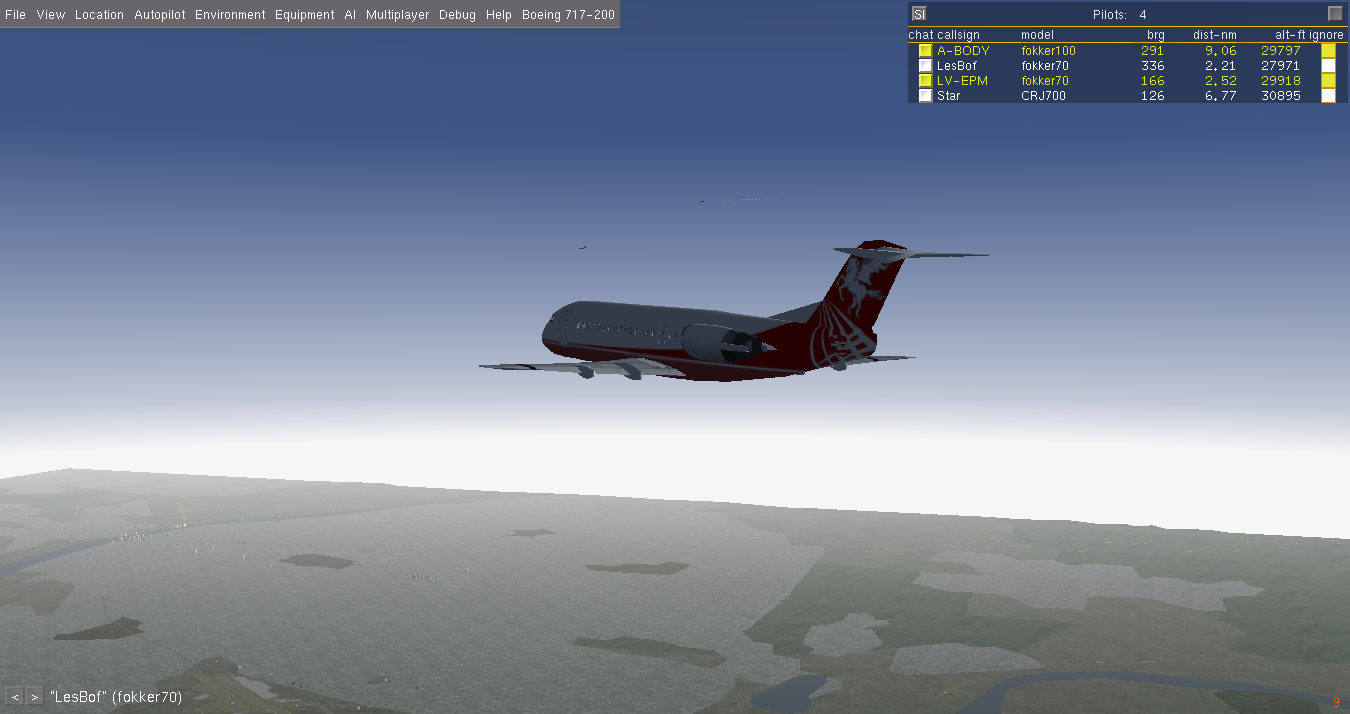 File View Location Autopilot Environment Equipment AI Multiplayer Debug Help Boeing 717-200
SI Pilots: 4
chat callsign model brg dist-nm alt-ft ignore
A-BODY fokker100 291 9.06 29797
LesBof fokker70 336 2.21 27971
LV-EPM fokker70 166 2.52 29918
Star CRJ700 126 6.77 30895
< > "LesBof" (fokker70)
9